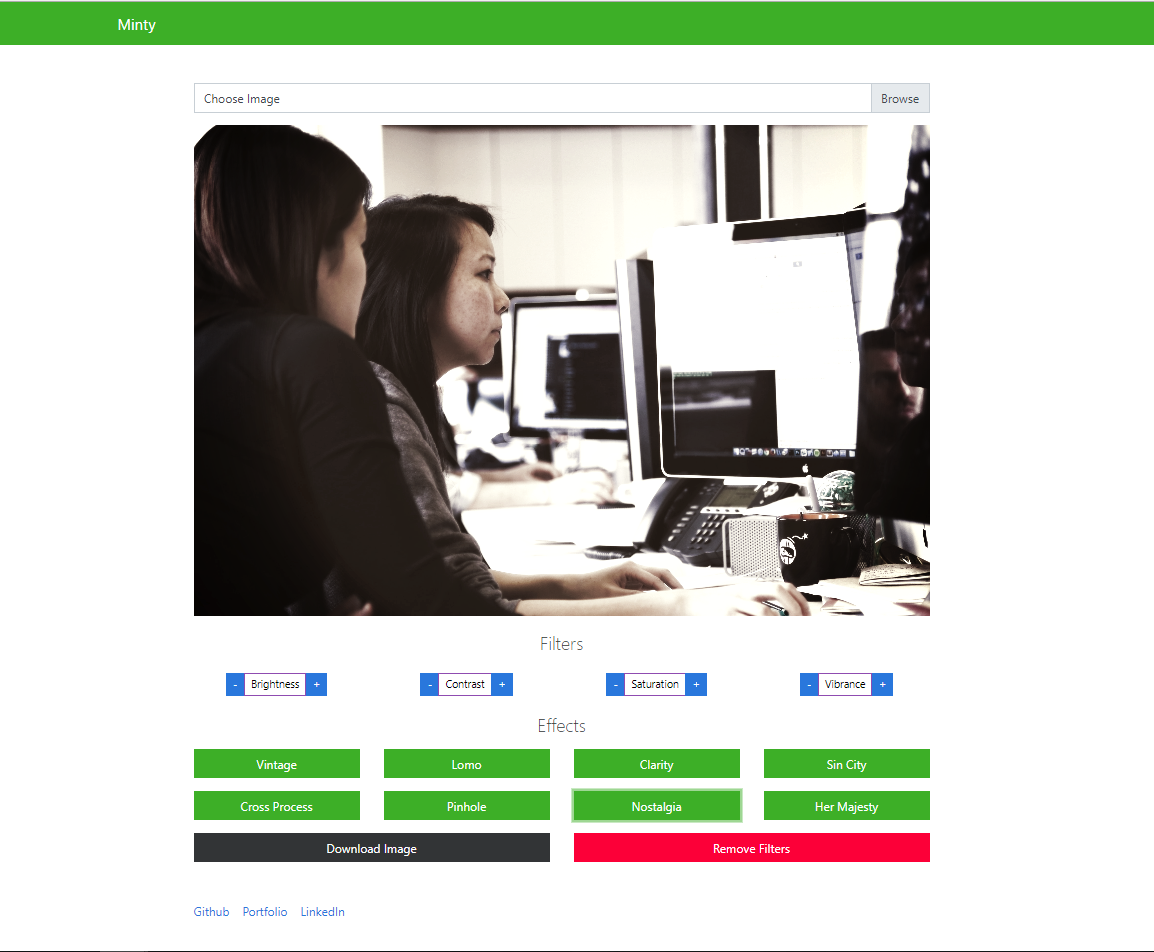 Minty
Choose Image Browse
Filters
- Brightness + - Contrast + - Saturation + - Vibrance +
Effects
Vintage Lomo Clarity Sin City
Cross Process Pinhole Nostalgia Her Majesty
Download Image Remove Filters
Github Portfolio LinkedIn